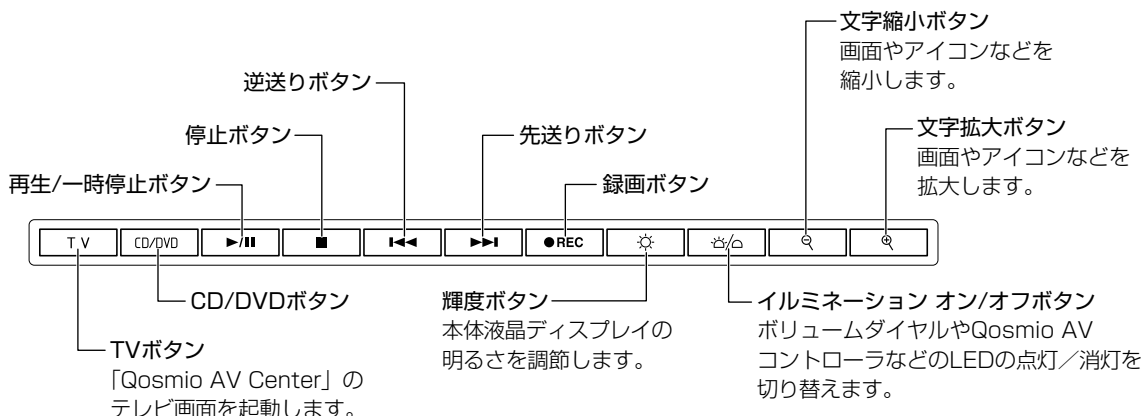 文字縮小ボタン
画面やアイコンなどを
縮小します。
逆送りボタン
停止ボタン
先送りボタン
文字拡大ボタン
画面やアイコンなどを
拡大します。
再生/一時停止ボタン
録画ボタン
TV
CD/DVD
●REC
CD/DVDボタン
輝度ボタン
本体液晶ディスプレイの
明るさを調節します。
イルミネーション オン/オフボタン
ボリュームダイヤルやQosmio AV
コントローラなどのLEDの点灯／消灯を
切り替えます。
TVボタン
「Qosmio AV Center」の
テレビ画面を起動します。